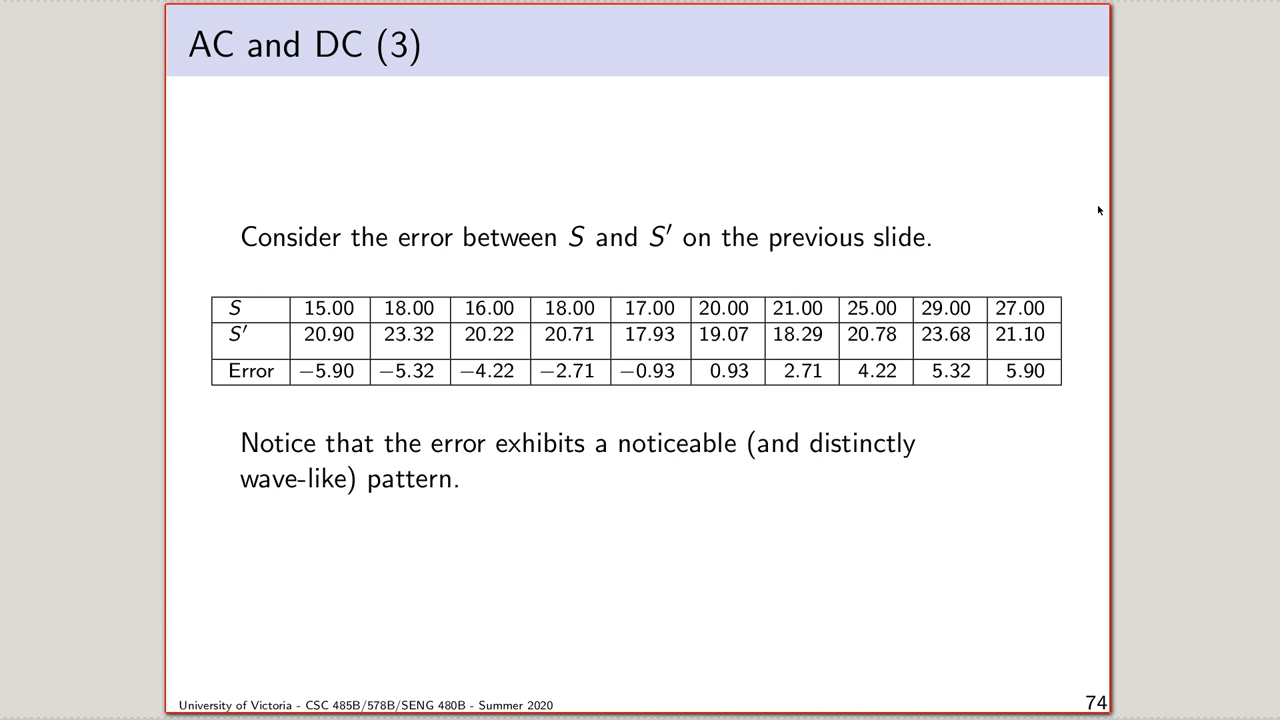 AC and DC (3)
Consider the error between S and S′ on the previous slide.
S 15.00 18.00 16.00 18.00 17.00 20.00 21.00 25.00 29.00 27.00
S′ 20.90 23.32 20.22 20.71 17.93 19.07 18.29 20.78 23.68 21.10
Error −5.90 −5.32 −4.22 −2.71 −0.93 0.93 2.71 4.22 5.32 5.90
Notice that the error exhibits a noticeable (and distinctly
wave-like) pattern.
University of Victoria - CSC 485B/578B/SENG 480B - Summer 2020
74